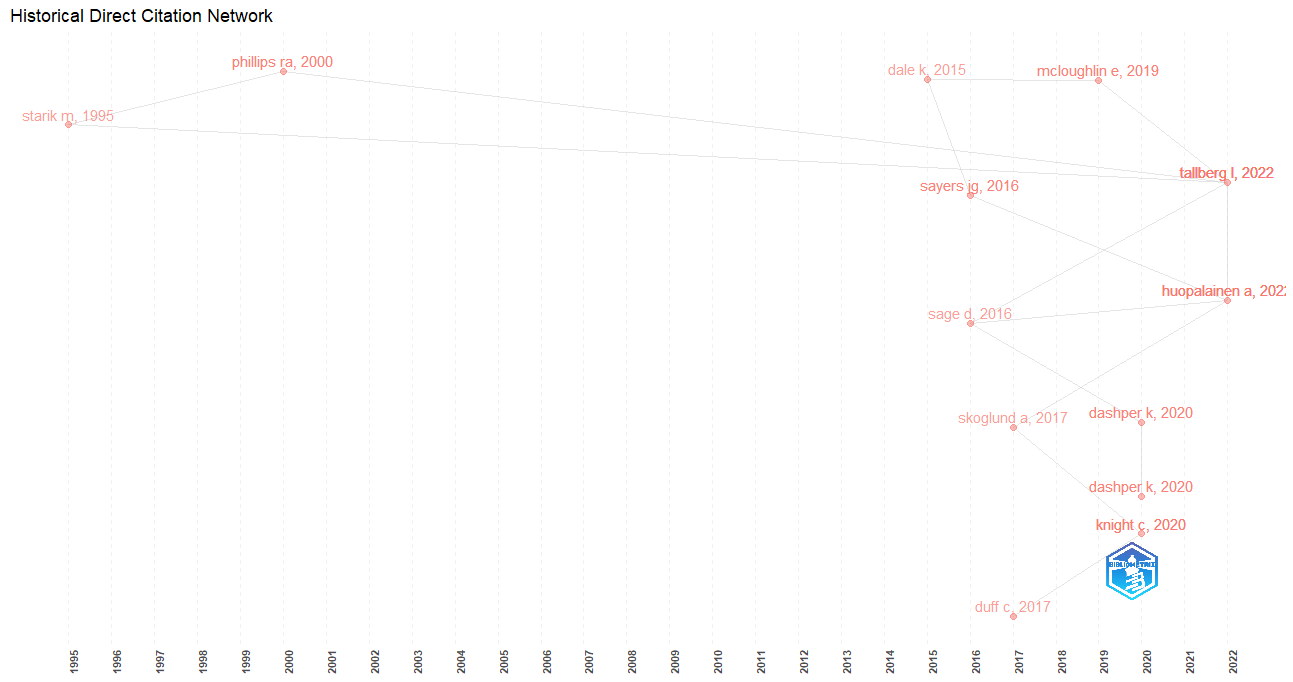 Historical Direct Citation Network
phillips ra, 2000
dale k, 2015
mcloughlin e, 2019
starik m, 1995
tallberg l, 2022
sayers jg, 2016
huopalainen a, 202
sage d, 2016
dashper k, 2020
skoglund a, 2017
dashper k, 2020
knight c, 2020
BIBLIOMETRIX
duff c, 2017
1995
1996
1997
1998
1999
2000
2001
2002
2003
2004
2005
2006
2007
2008
2009
2010
2011
2012
2013
2014
2015
2016
2017
2018
2019
2020
2021
2022